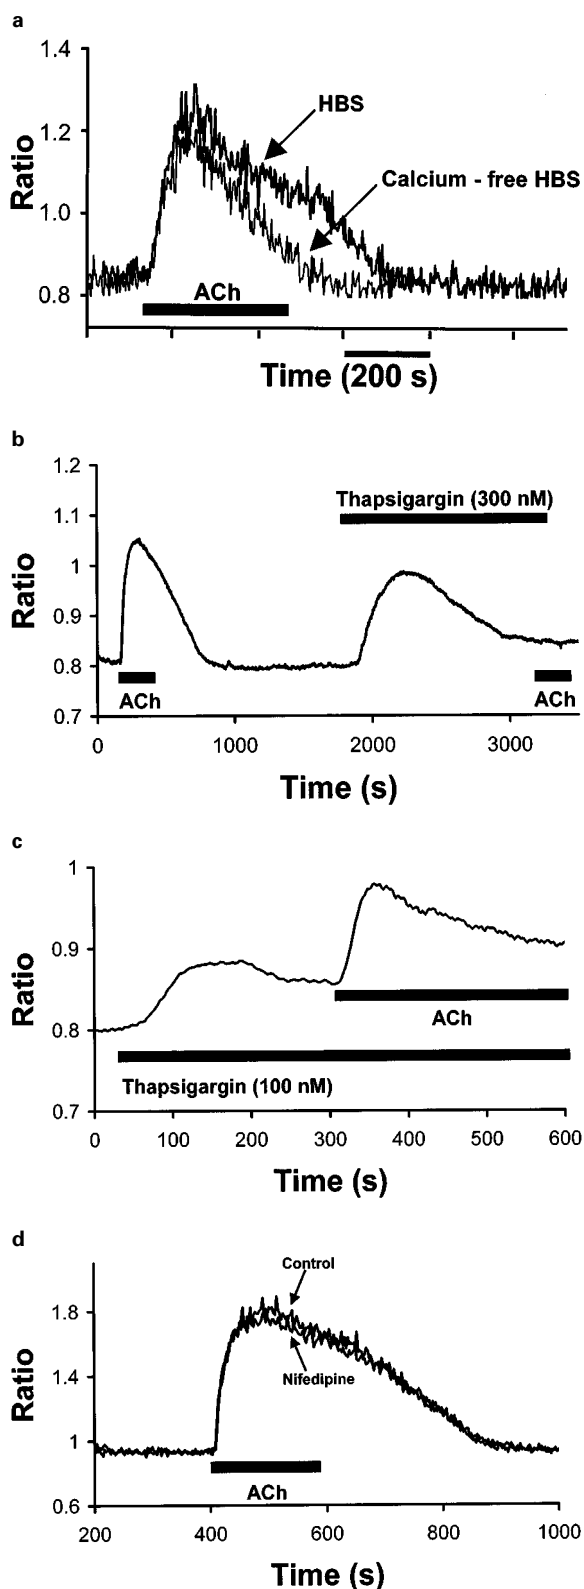 a
1.4
HBS
1.2
Calcium - free HBS
Ratio
1.0
ACh
0.8
Time (200 s)
b
1.2
Thapsigargin (300 nM)
1.1
1
Ratio
0.9
0.8
ACh
ACh
0.7
0
1000
2000
3000
Time (s)
c
1
0.9
Ratio
ACh
0.8
Thapsigargin (100 nM)
0.7
0
100
200
300
400
500
600
Time (s)
d
Control
1.8
Ratio
1.4
Nifedipine
1
ACh
0.6
200
400
600
800
1000
Time (s)